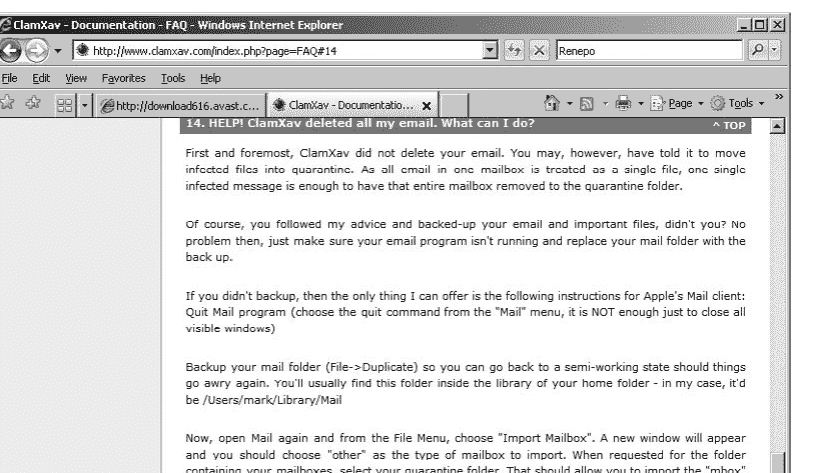 ClamXav - Documentation - FAQ - Windows Internet Explorer
http://www.clamxav.com/index.php?page=FAQ#14
Renepo
File Edit View Favorites Tools Help
http://download616.avast.c...
ClamXav - Documentatio...
Page
Tools
14. HELP! ClamXav deleted all my email. What can I do?
^ TOP
First and foremost, ClamXav did not delete your email. You may, however, have told it to move
infected files into quarantine. As all email in one mailbox is treated as a single file, one single
infected message is enough to have that entire mailbox removed to the quarantine folder.
Of course, you followed my advice and backed-up your email and important files, didn't you? No
problem then, just make sure your email program isn't running and replace your mail folder with the
back up.
If you didn't backup, then the only thing I can offer is the following instructions for Apple's Mail client:
Quit Mail program (choose the quit command from the "Mail" menu, it is NOT enough just to close all
visible windows)
Backup your mail folder (File->Duplicate) so you can go back to a semi-working state should things
go awry again. You'll usually find this folder inside the library of your home folder - in my case, it'd
be /Users/mark/Library/Mail
Now, open Mail again and from the File Menu, choose "Import Mailbox". A new window will appear
and you should choose "other" as the type of mailbox to import. When requested for the folder
containing your mailboxes, select your quarantine folder. That should allow you to import the "mbox"